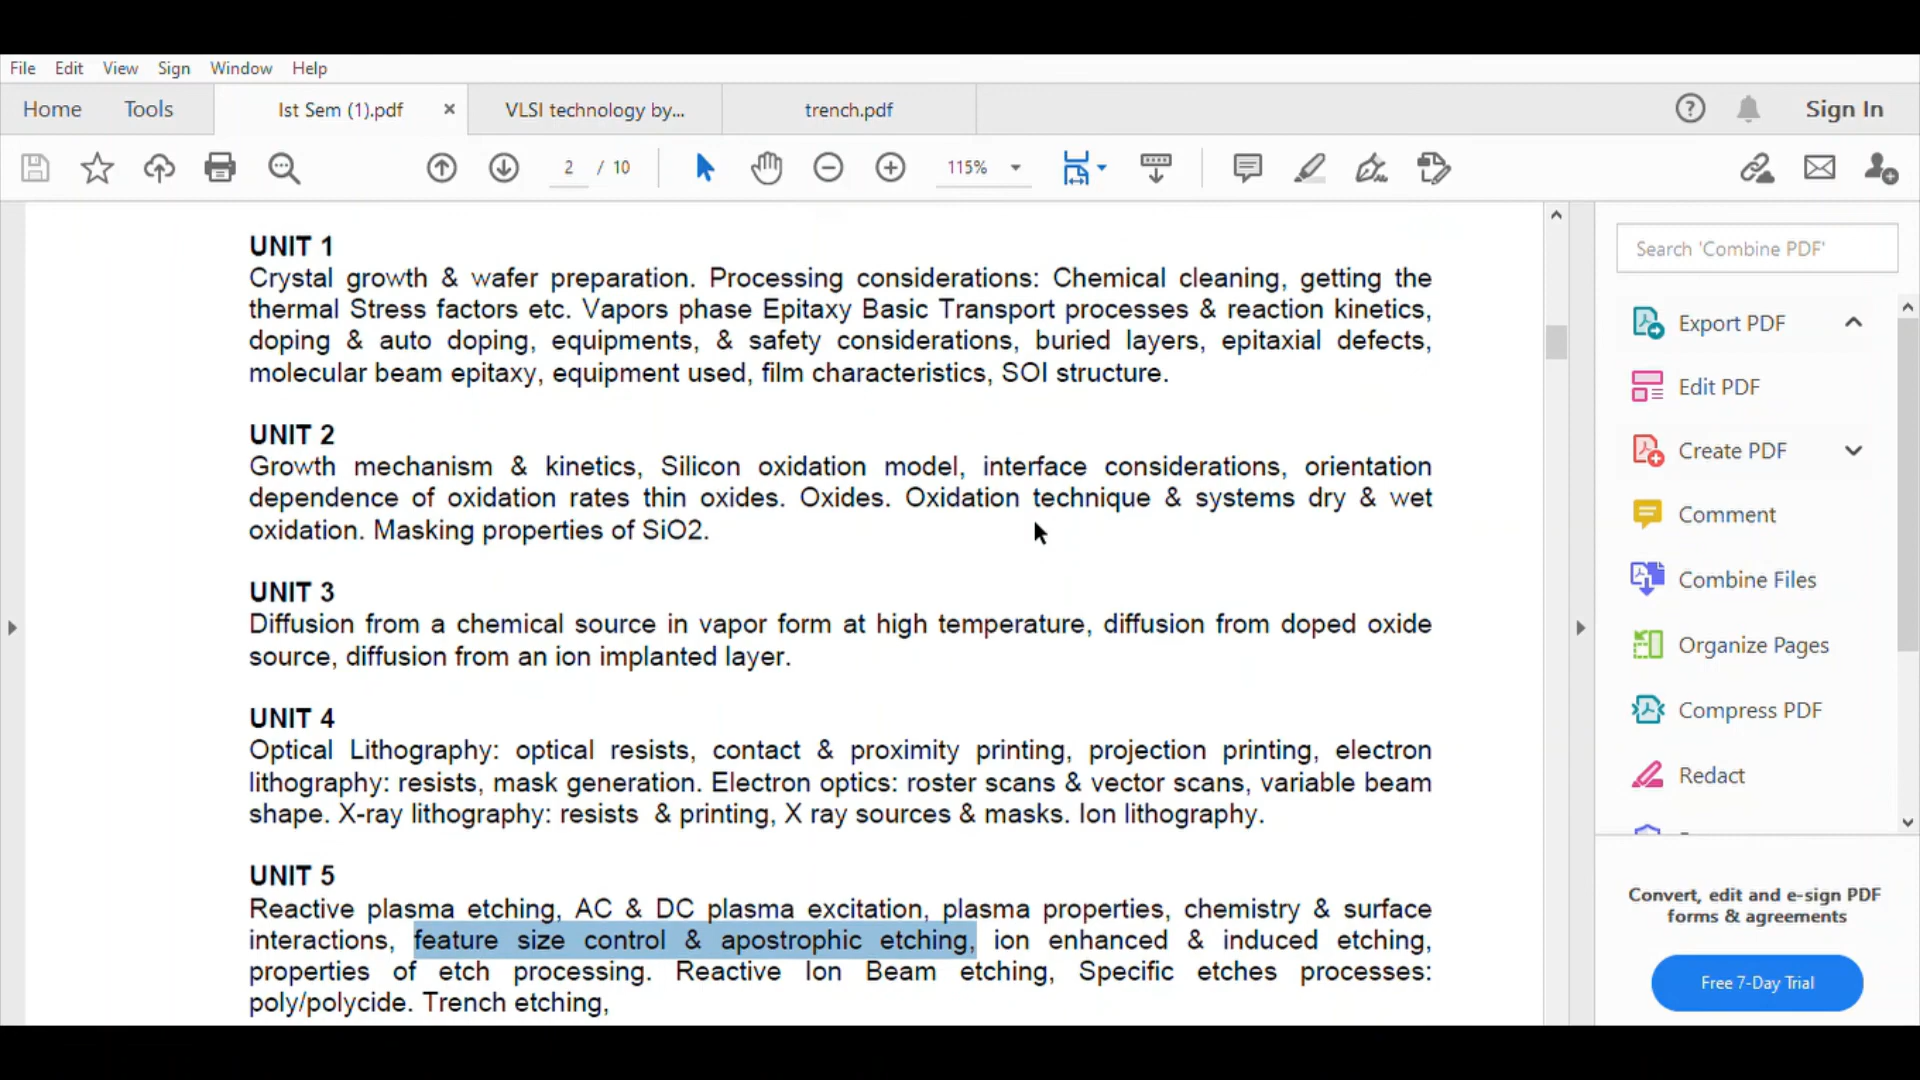 File Edit View Sign Window Help
Home Tools Ist Sem (1).pdf × VLSI technology by... trench.pdf ? Sign In
2 / 10 115%
UNIT 1
Crystal growth & wafer preparation. Processing considerations: Chemical cleaning, getting the
thermal Stress factors etc. Vapors phase Epitaxy Basic Transport processes & reaction kinetics,
doping & auto doping, equipments, & safety considerations, buried layers, epitaxial defects,
molecular beam epitaxy, equipment used, film characteristics, SOI structure.
UNIT 2
Growth mechanism & kinetics, Silicon oxidation model, interface considerations, orientation
dependence of oxidation rates thin oxides. Oxides. Oxidation technique & systems dry & wet
oxidation. Masking properties of SiO2.
UNIT 3
Diffusion from a chemical source in vapor form at high temperature, diffusion from doped oxide
source, diffusion from an ion implanted layer.
UNIT 4
Optical Lithography: optical resists, contact & proximity printing, projection printing, electron
lithography: resists, mask generation. Electron optics: roster scans & vector scans, variable beam
shape. X-ray lithography: resists & printing, X ray sources & masks. Ion lithography.
UNIT 5
Reactive plasma etching, AC & DC plasma excitation, plasma properties, chemistry & surface
interactions, feature size control & apostrophic etching, ion enhanced & induced etching,
properties of etch processing. Reactive Ion Beam etching, Specific etches processes:
poly/polycide. Trench etching,
Search 'Combine PDF'
Export PDF
Edit PDF
Create PDF
Comment
Combine Files
Organize Pages
Compress PDF
Redact
Convert, edit and e-sign PDF
forms & agreements
Free 7-Day Trial